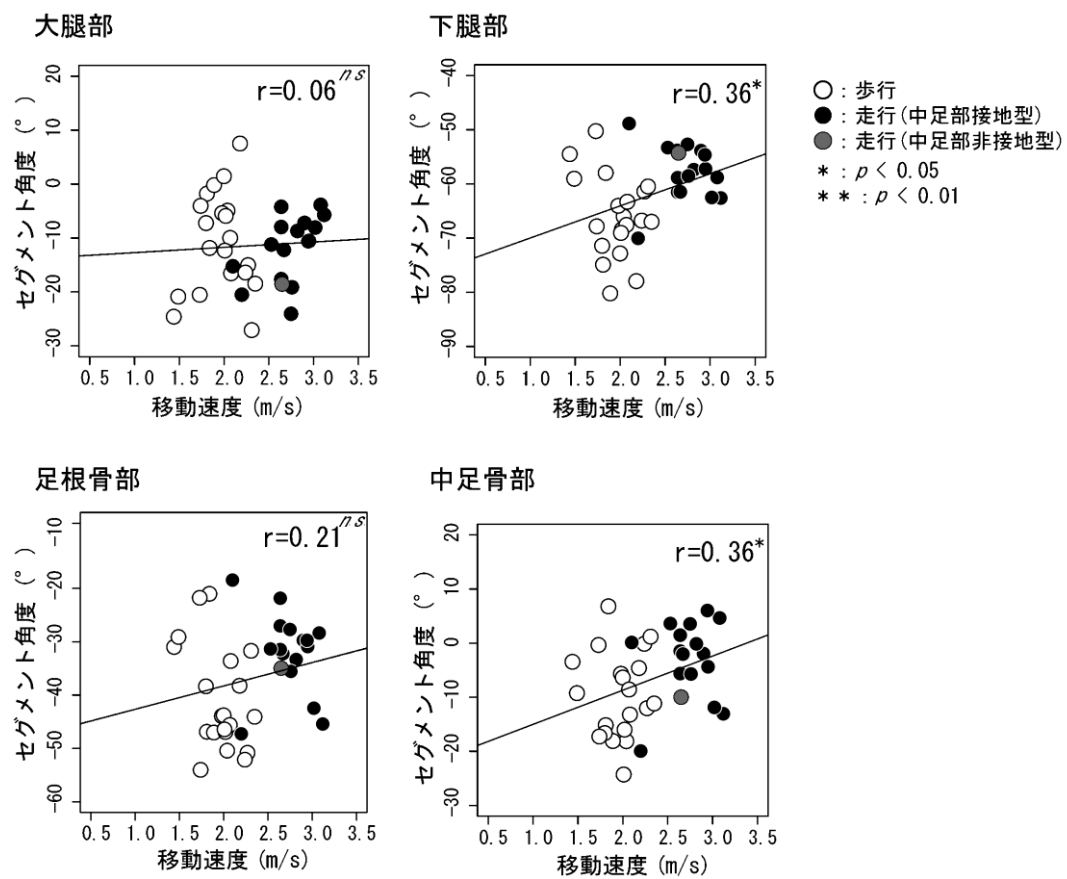 大腿部
r=0.06ns
20
10
0
-10
-20
-30
セグメント角度 (°)
0.5 1.0 1.5 2.0 2.5 3.0 3.5
移動速度 (m/s)
下腿部
r=0.36*
-40
-50
-60
-70
-80
-90
セグメント角度 (°)
0.5 1.0 1.5 2.0 2.5 3.0 3.5
移動速度 (m/s)
○:歩行
●:走行(中足部接地型)
●:走行(中足部非接地型)
*:p < 0.05
**:p < 0.01
足根骨部
r=0.21ns
-10
-20
-30
-40
-50
-60
セグメント角度 (°)
0.5 1.0 1.5 2.0 2.5 3.0 3.5
移動速度 (m/s)
中足骨部
r=0.36*
20
10
0
-10
-20
-30
セグメント角度 (°)
0.5 1.0 1.5 2.0 2.5 3.0 3.5
移動速度 (m/s)